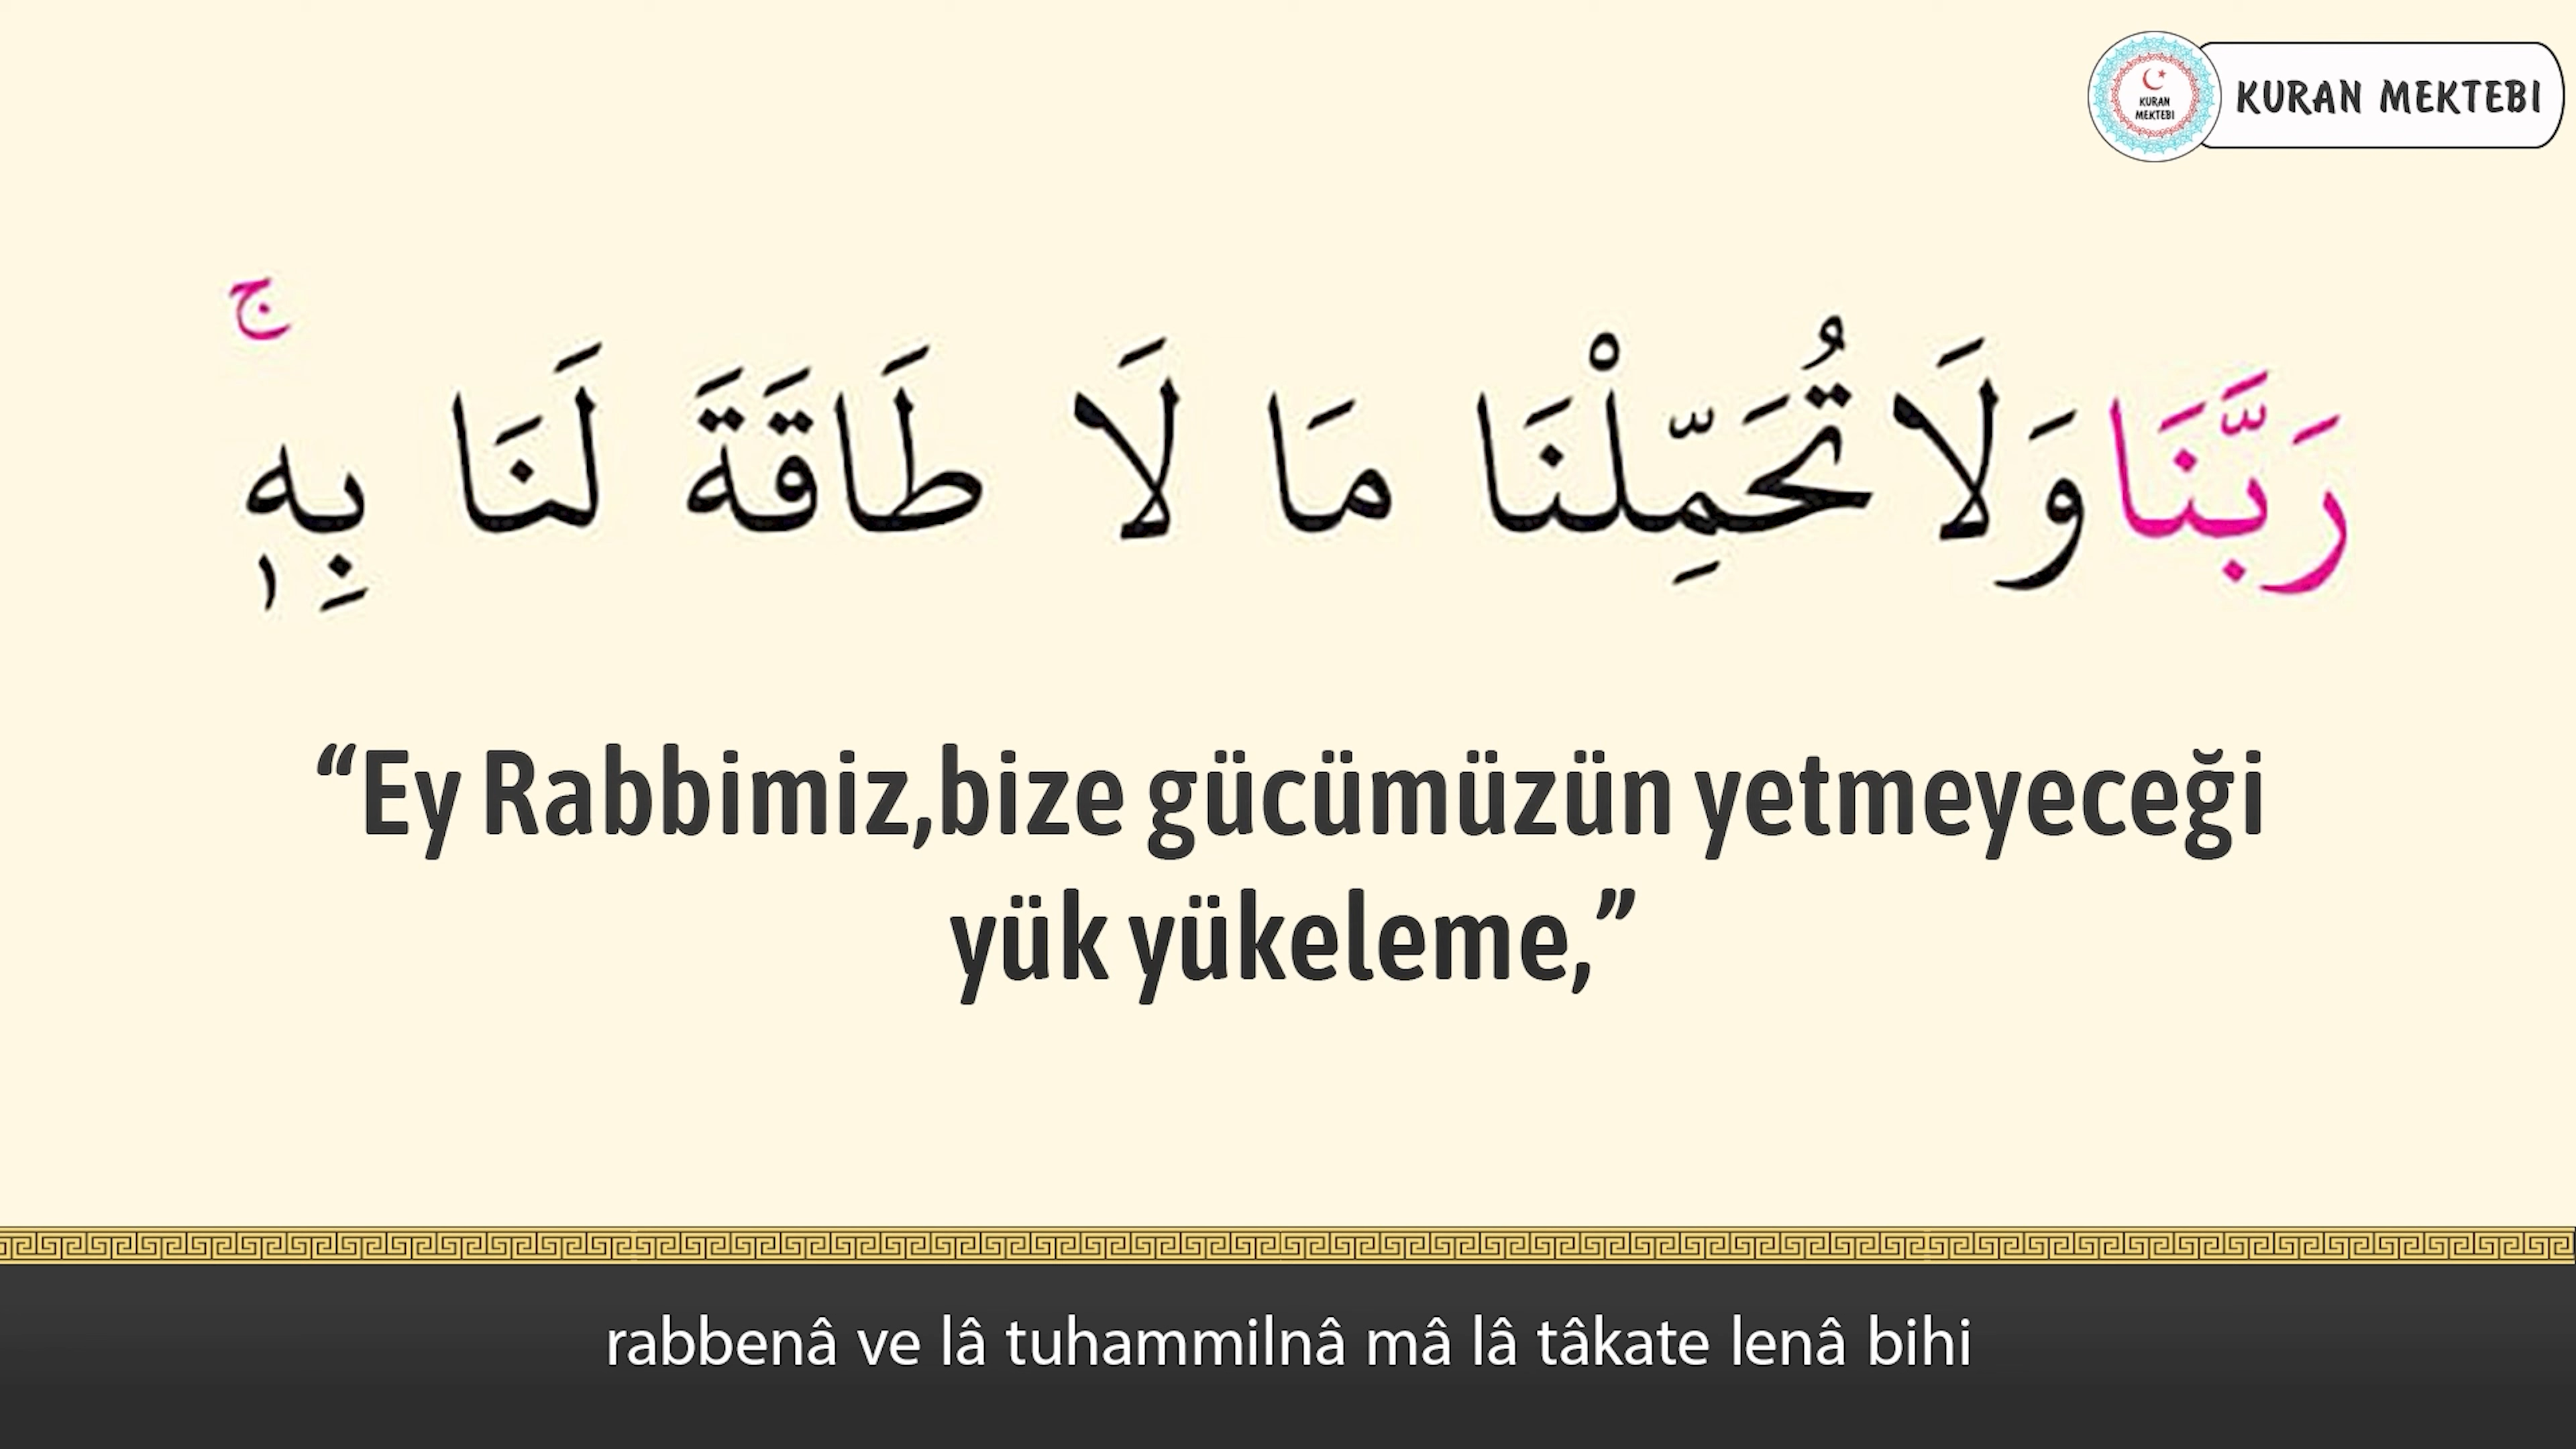 KURAN MEKTEBI
KURAN
MEKTEBI
رَبَّنَا وَلَا تُحَمِّلْنَا مَا لَا طَاقَةَ لَنَا بِهٖ ۚ
“Ey Rabbimiz,bize gücümüzün yetmeyeceği
yük yükeleme,”
rabbenâ ve lâ tuhammilnâ mâ lâ tâkate lenâ bihi